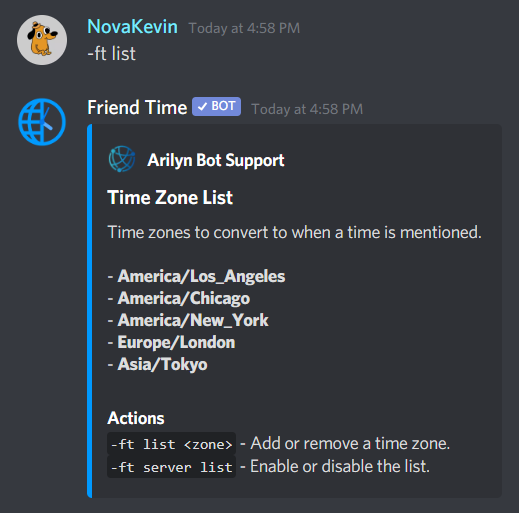 NovaKevin Today at 4:58 PM
-ft list
Friend Time ✓ BOT Today at 4:58 PM
Arilyn Bot Support
Time Zone List
Time zones to convert to when a time is mentioned.
- America/Los_Angeles
- America/Chicago
- America/New_York
- Europe/London
- Asia/Tokyo
Actions
-ft list <zone> - Add or remove a time zone.
-ft server list - Enable or disable the list.